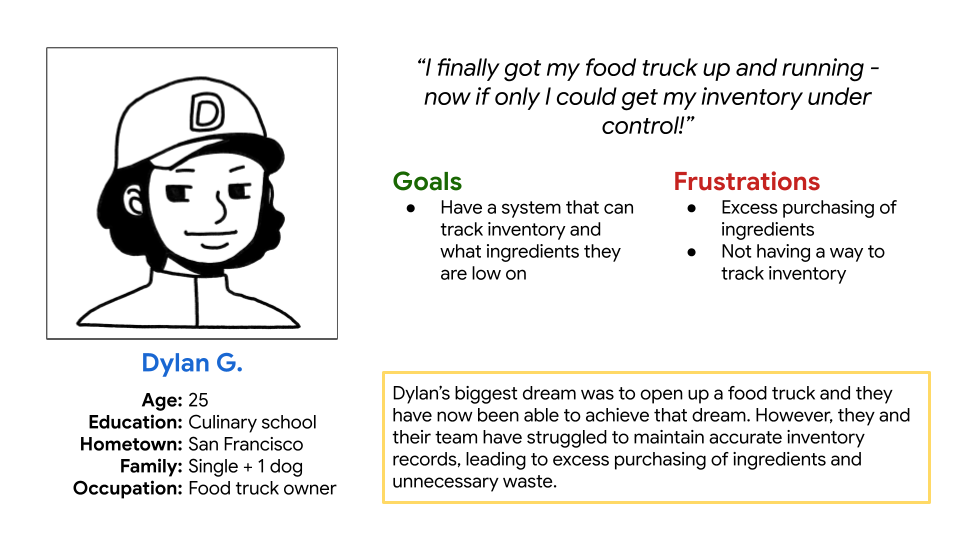 D
“I finally got my food truck up and running -
now if only I could get my inventory under
control!”
Goals
● Have a system that can
track inventory and
what ingredients they
are low on
Frustrations
● Excess purchasing of
ingredients
● Not having a way to
track inventory
Dylan G.
Age: 25
Education: Culinary school
Hometown: San Francisco
Family: Single + 1 dog
Occupation: Food truck owner
Dylan’s biggest dream was to open up a food truck and they
have now been able to achieve that dream. However, they and
their team have struggled to maintain accurate inventory
records, leading to excess purchasing of ingredients and
unnecessary waste.